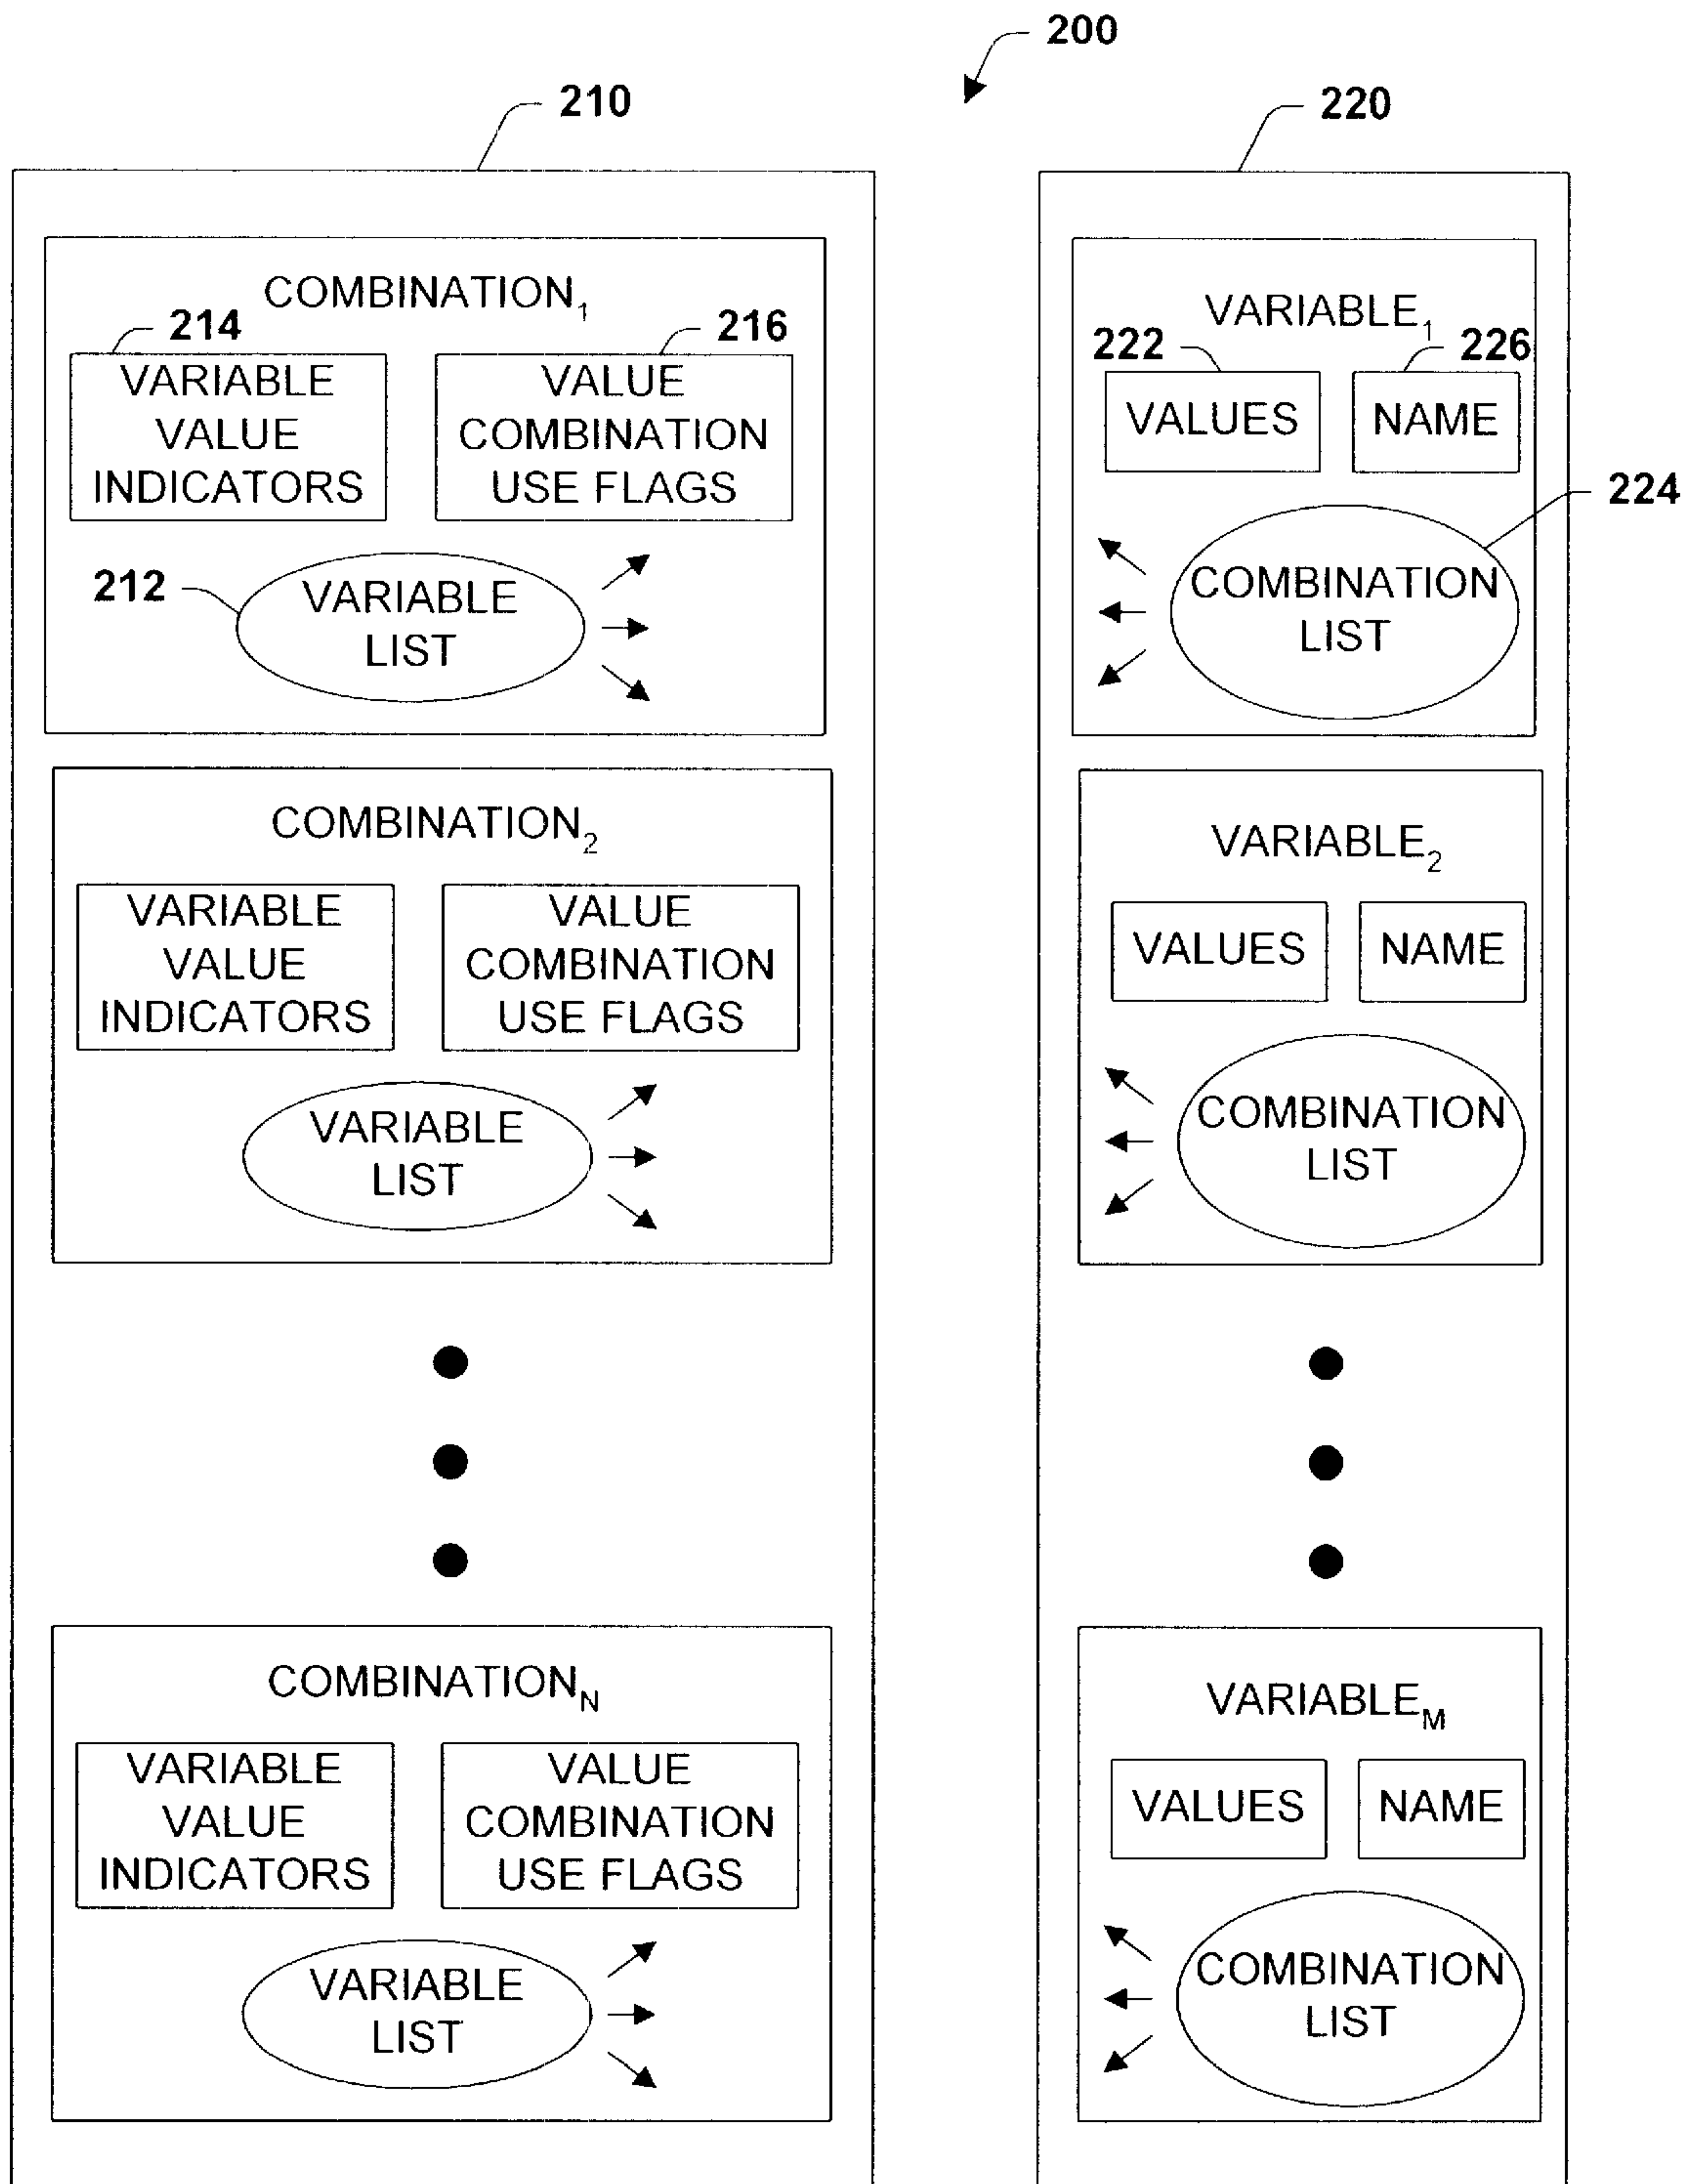 200
210
220
COMBINATION1
214
216
VARIABLE
VALUE
INDICATORS
VALUE
COMBINATION
USE FLAGS
212
VARIABLE
LIST
VARIABLE1
222
226
VALUES
NAME
224
COMBINATION
LIST
COMBINATION2
VARIABLE
VALUE
INDICATORS
VALUE
COMBINATION
USE FLAGS
VARIABLE
LIST
VARIABLE2
VALUES
NAME
COMBINATION
LIST
COMBINATIONN
VARIABLE
VALUE
INDICATORS
VALUE
COMBINATION
USE FLAGS
VARIABLE
LIST
VARIABLEM
VALUES
NAME
COMBINATION
LIST